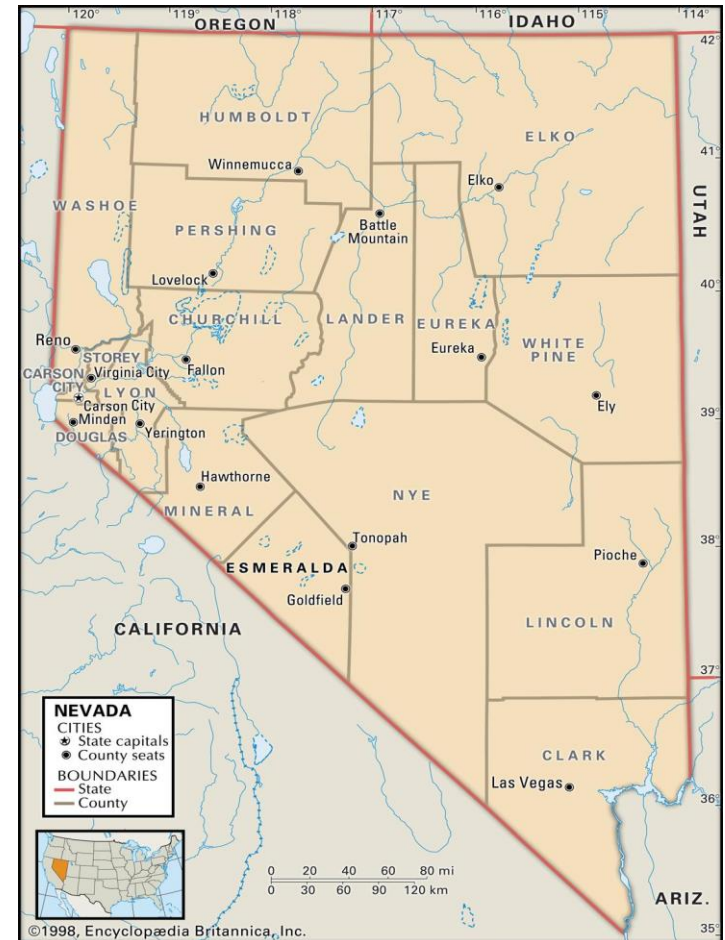 120° 119° 118° 117° 116° 115° 114°
OREGON
IDAHO
42°
HUMBOLDT
ELKO
41°
Winnemucca
Elko
UTAH
WASHOE
Battle
Mountain
PERSHING
Lovelock
40°
CHURCHILL
LANDER
EUREKA
WHITE
PINE
Reno
STOREY
Eureka
Virginia City
Fallon
CARSON
CITY
LYON
Carson City
Ely
39°
Minden
DOUGLAS
Yerington
Hawthorne
NYE
MINERAL
Tonopah
38°
Pioche
ESMERALDA
Goldfield
LINCOLN
CALIFORNIA
37°
NEVADA
CITIES
State capitals
County seats
BOUNDARIES
State
County
CLARK
Las Vegas
36°
0 20 40 60 80 mi
0 30 60 90 120 km
ARIZ.
35°
©1998, Encyclopædia Britannica, Inc.